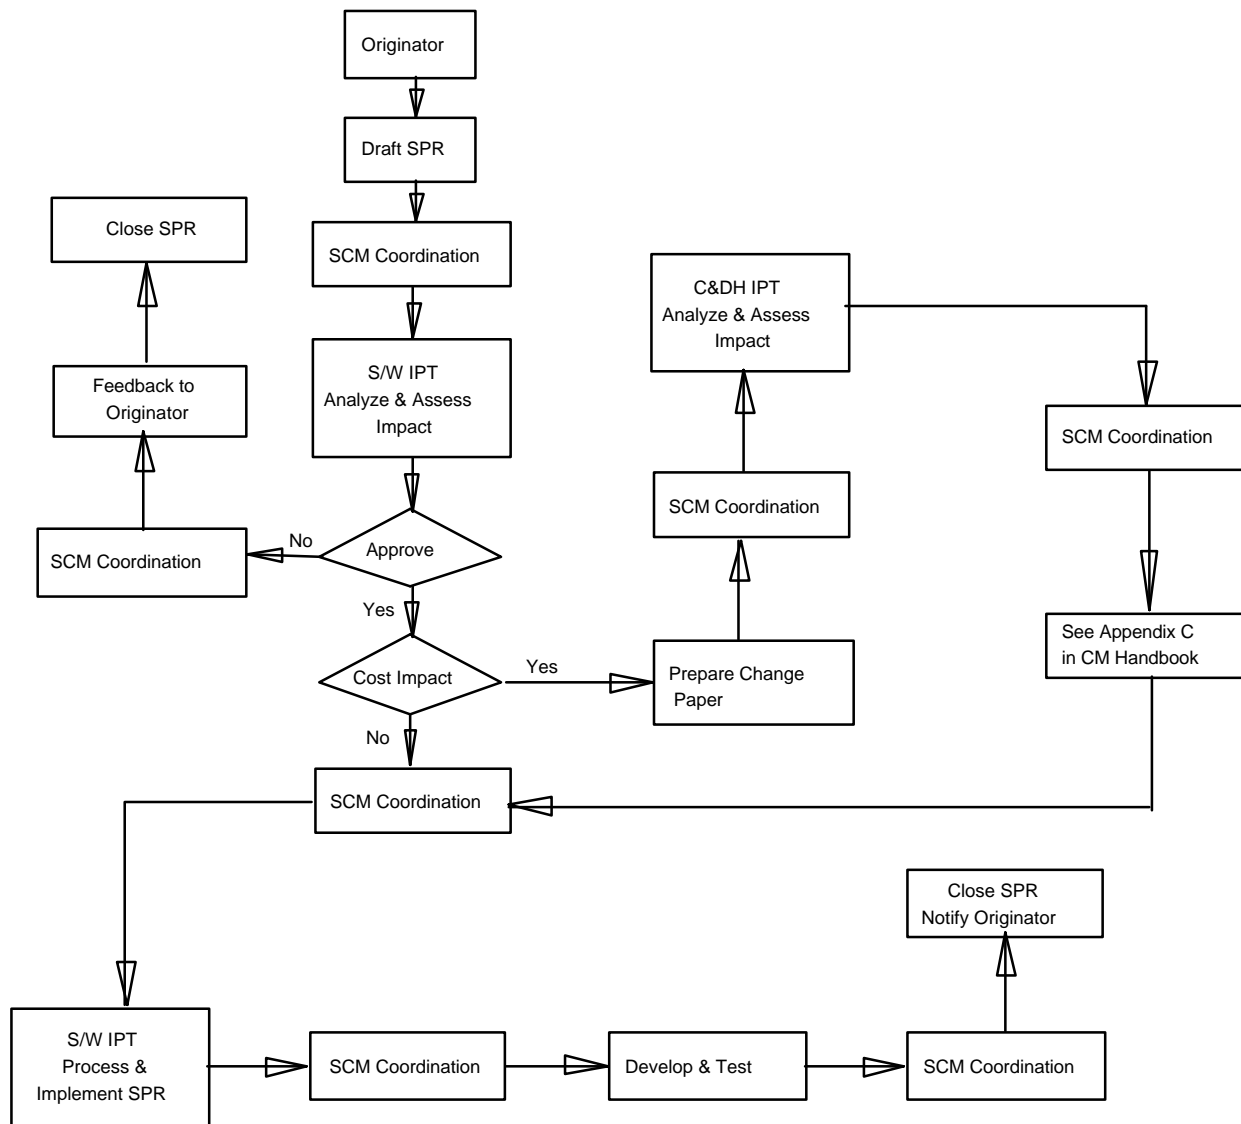 Originator
Draft SPR
SCM Coordination
S/W IPT
Analyze & Assess
Impact
Approve
No
SCM Coordination
Feedback to
Originator
Close SPR
Yes
Cost Impact
Yes
Prepare Change
Paper
SCM Coordination
C&DH IPT
Analyze & Assess
Impact
SCM Coordination
See Appendix C
in CM Handbook
No
SCM Coordination
S/W IPT
Process &
Implement SPR
SCM Coordination
Develop & Test
SCM Coordination
Close SPR
Notify Originator